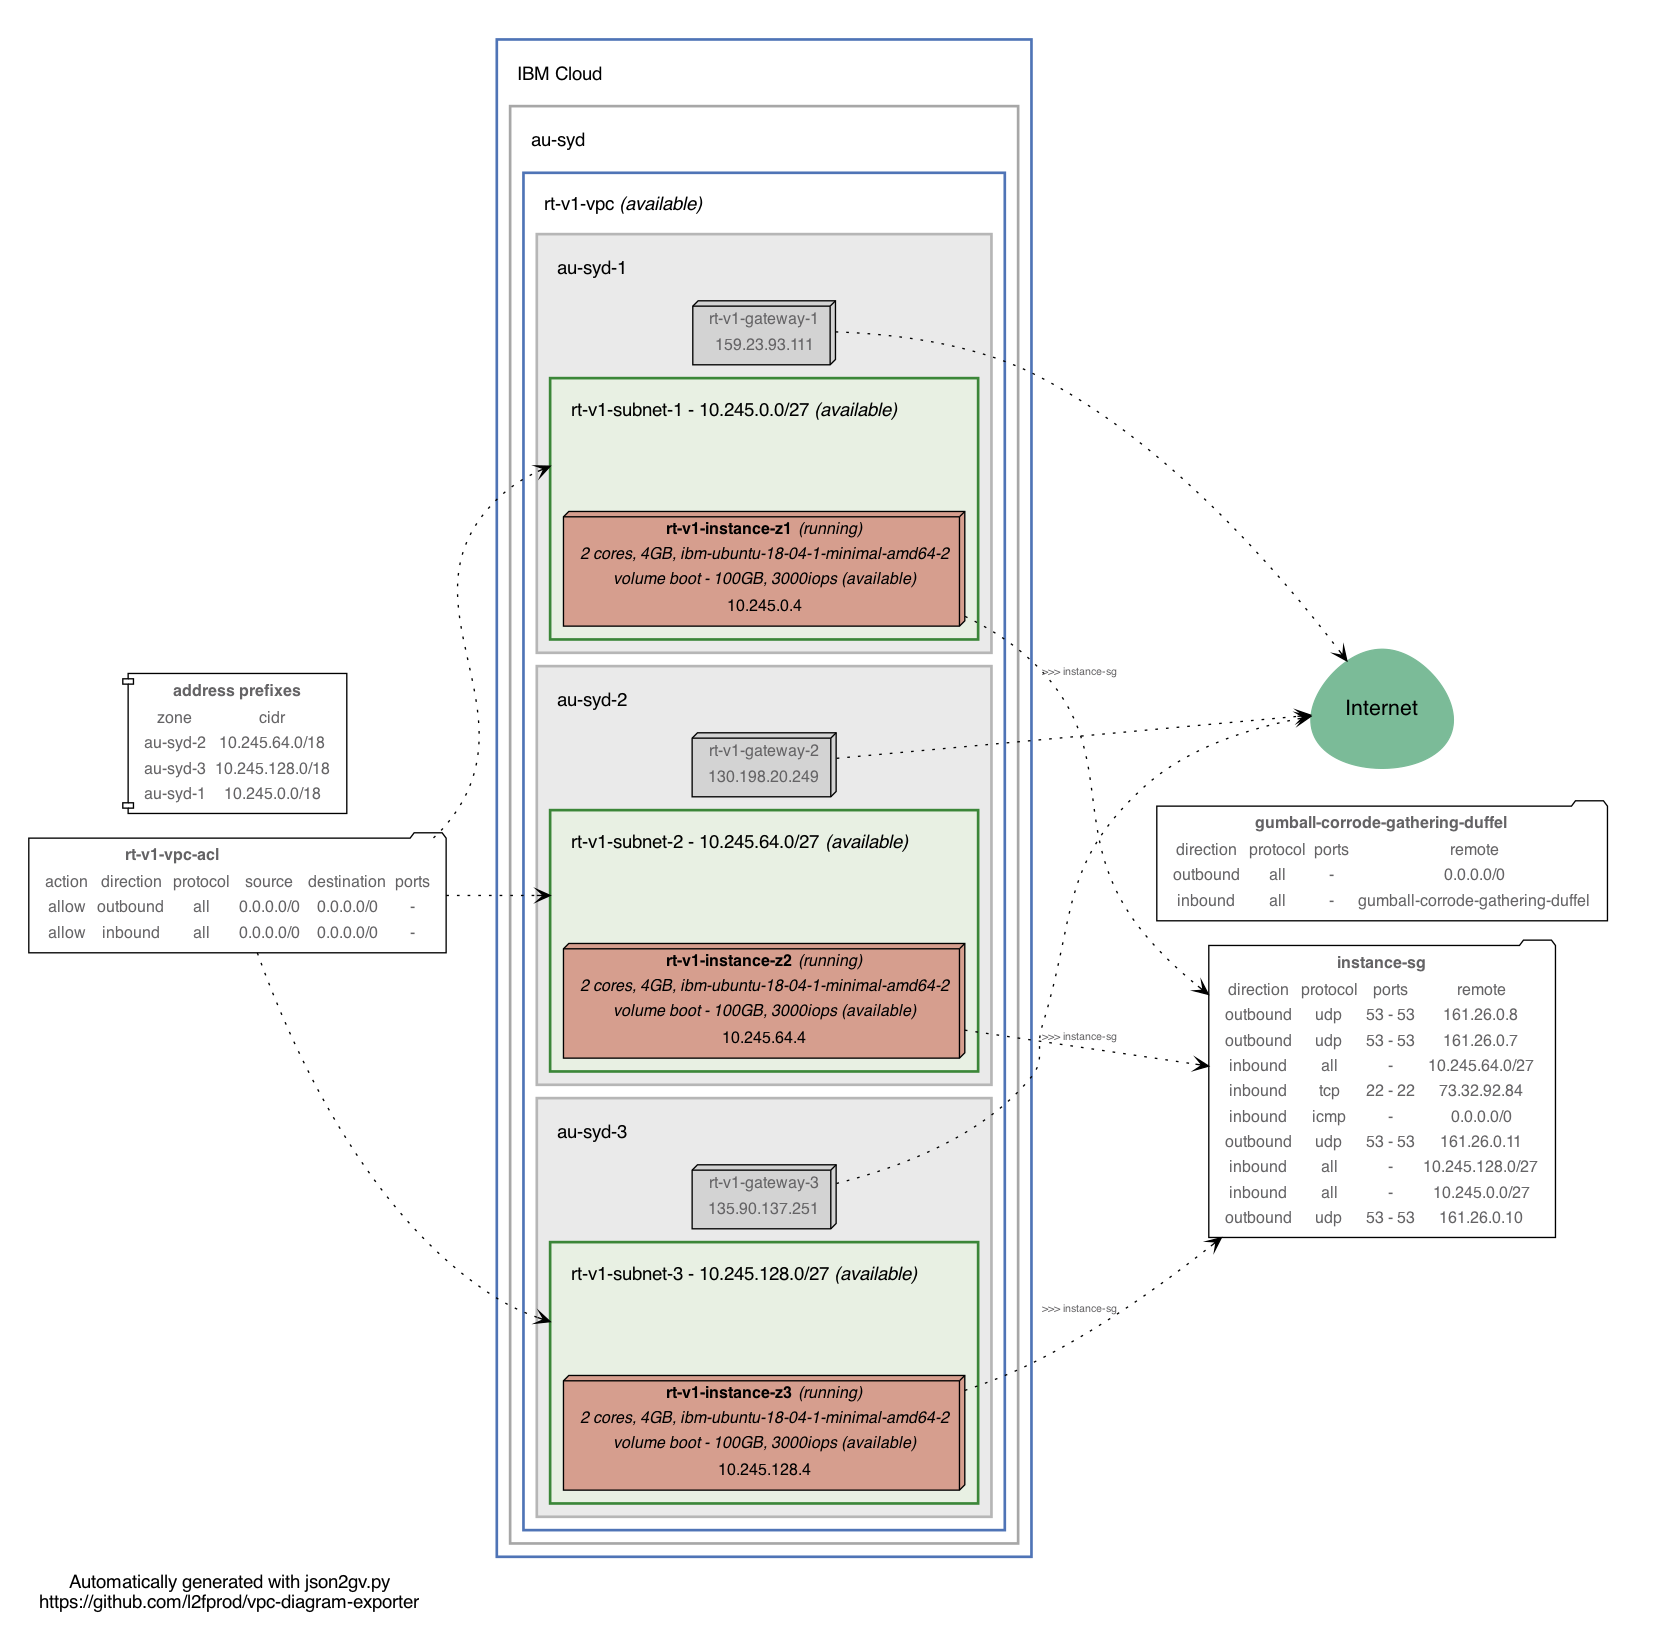 IBM Cloud
au-syd
rt-v1-vpc (available)
au-syd-1
rt-v1-gateway-1
159.23.93.111
rt-v1-subnet-1 - 10.245.0.0/27 (available)
rt-v1-instance-z1 (running)
2 cores, 4GB, ibm-ubuntu-18-04-1-minimal-amd64-2
volume boot - 100GB, 3000iops (available)
10.245.0.4
au-syd-2
rt-v1-gateway-2
130.198.20.249
rt-v1-subnet-2 - 10.245.64.0/27 (available)
rt-v1-instance-z2 (running)
2 cores, 4GB, ibm-ubuntu-18-04-1-minimal-amd64-2
volume boot - 100GB, 3000iops (available)
10.245.64.4
au-syd-3
rt-v1-gateway-3
135.90.137.251
rt-v1-subnet-3 - 10.245.128.0/27 (available)
rt-v1-instance-z3 (running)
2 cores, 4GB, ibm-ubuntu-18-04-1-minimal-amd64-2
volume boot - 100GB, 3000iops (available)
10.245.128.4
address prefixes
zone cidr
au-syd-2 10.245.64.0/18
au-syd-3 10.245.128.0/18
au-syd-1 10.245.0.0/18
rt-v1-vpc-acl
action direction protocol source destination ports
allow outbound all 0.0.0.0/0 0.0.0.0/0 -
allow inbound all 0.0.0.0/0 0.0.0.0/0 -
>>> instance-sg
>>> instance-sg
>>> instance-sg
Internet
gumball-corrode-gathering-duffel
direction protocol ports remote
outbound all - 0.0.0.0/0
inbound all - gumball-corrode-gathering-duffel
instance-sg
direction protocol ports remote
outbound udp 53 - 53 161.26.0.8
outbound udp 53 - 53 161.26.0.7
inbound all - 10.245.64.0/27
inbound tcp 22 - 22 73.32.92.84
inbound icmp - 0.0.0.0/0
outbound udp 53 - 53 161.26.0.11
inbound all - 10.245.128.0/27
inbound all - 10.245.0.0/27
outbound udp 53 - 53 161.26.0.10
Automatically generated with json2gv.py
https://github.com/l2fprod/vpc-diagram-exporter